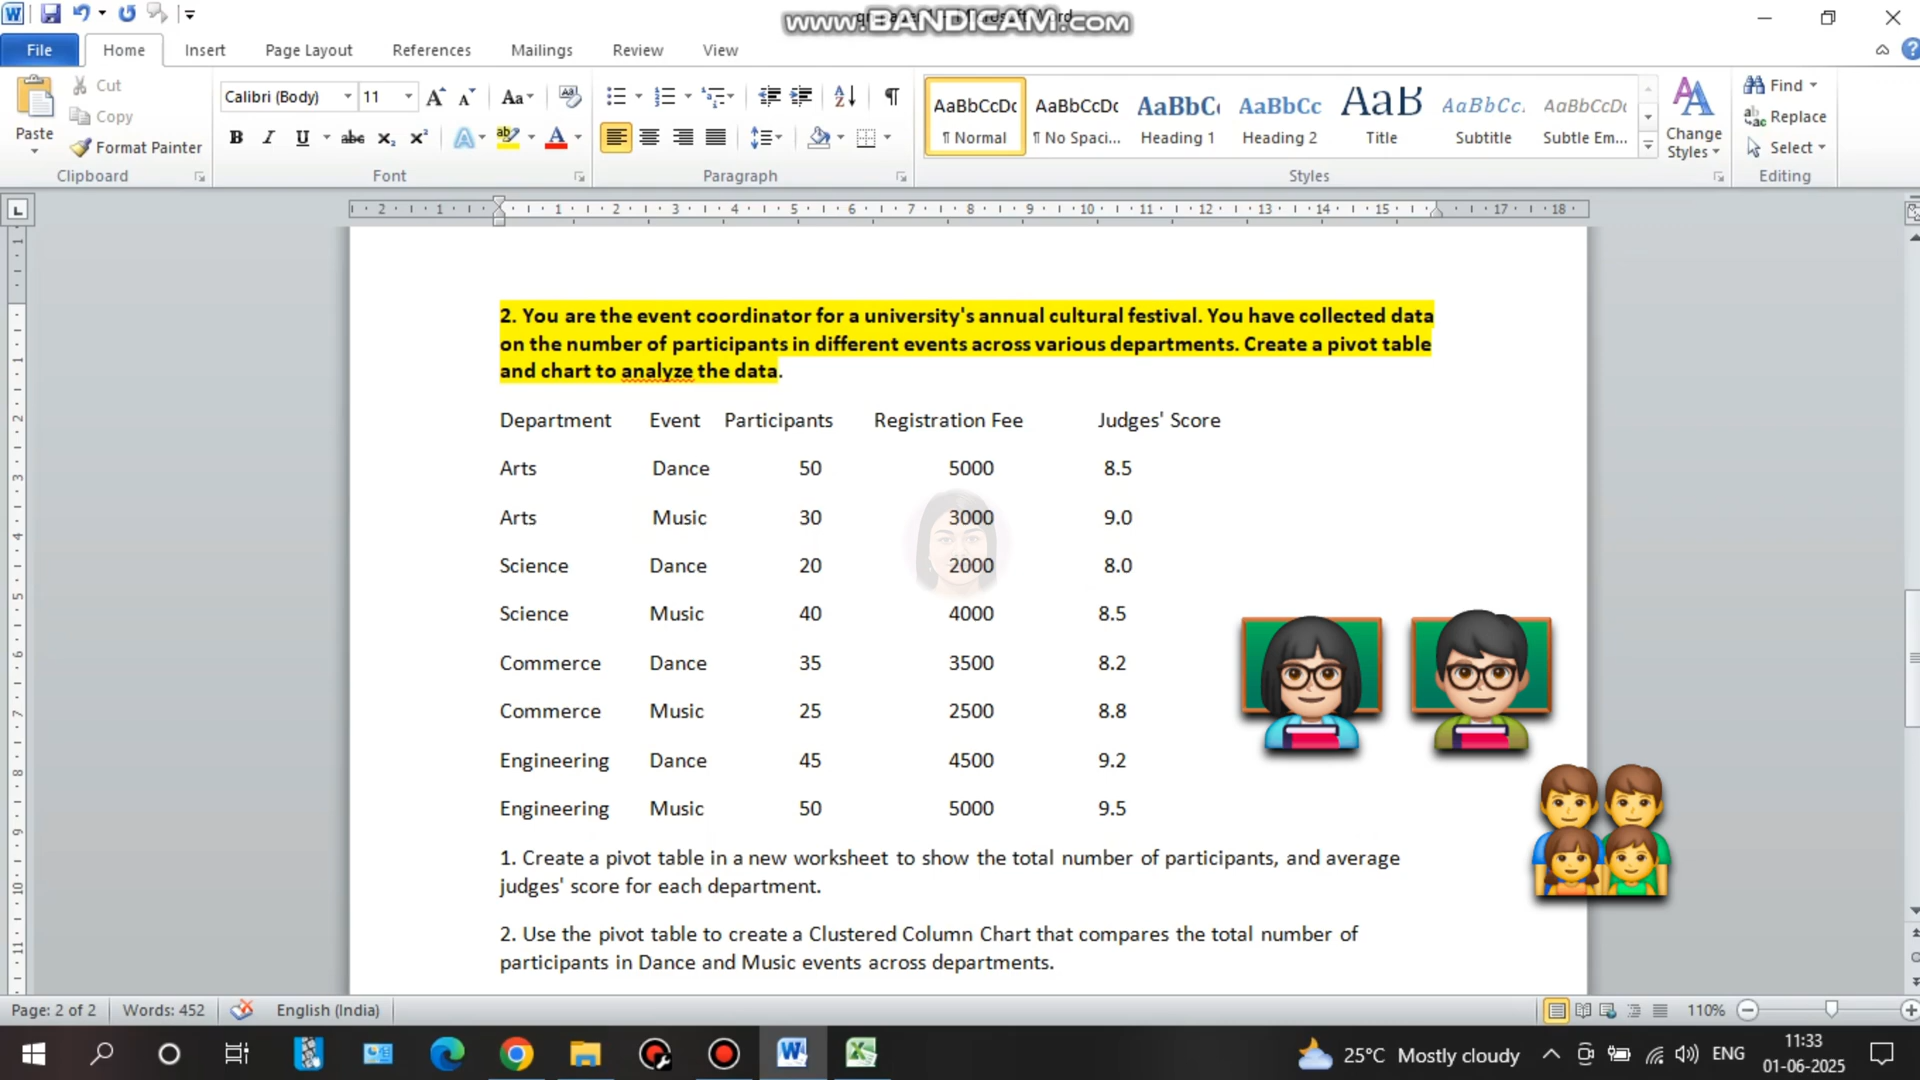 www.BANDICAM.com
File Home Insert Page Layout References Mailings Review View
Paste
Cut
Copy
Format Painter
Clipboard
Calibri (Body) 11
Font
Paragraph
AaBbCcDc AaBbCcDc AaBbC AaBbCc AaB AaBbCc. AaBbCcDc
¶ Normal ¶ No Spaci... Heading 1 Heading 2 Title Subtitle Subtle Em...
Change Styles
Styles
Find
Replace
Select
Editing
2. You are the event coordinator for a university's annual cultural festival. You have collected data
on the number of participants in different events across various departments. Create a pivot table
and chart to analyze the data.
Department Event Participants Registration Fee Judges' Score
Arts Dance 50 5000 8.5
Arts Music 30 3000 9.0
Science Dance 20 2000 8.0
Science Music 40 4000 8.5
Commerce Dance 35 3500 8.2
Commerce Music 25 2500 8.8
Engineering Dance 45 4500 9.2
Engineering Music 50 5000 9.5
1. Create a pivot table in a new worksheet to show the total number of participants, and average
judges' score for each department.
2. Use the pivot table to create a Clustered Column Chart that compares the total number of
participants in Dance and Music events across departments.
Page: 2 of 2 Words: 452 English (India) 110%
25°C Mostly cloudy ENG 11:33
01-06-2025